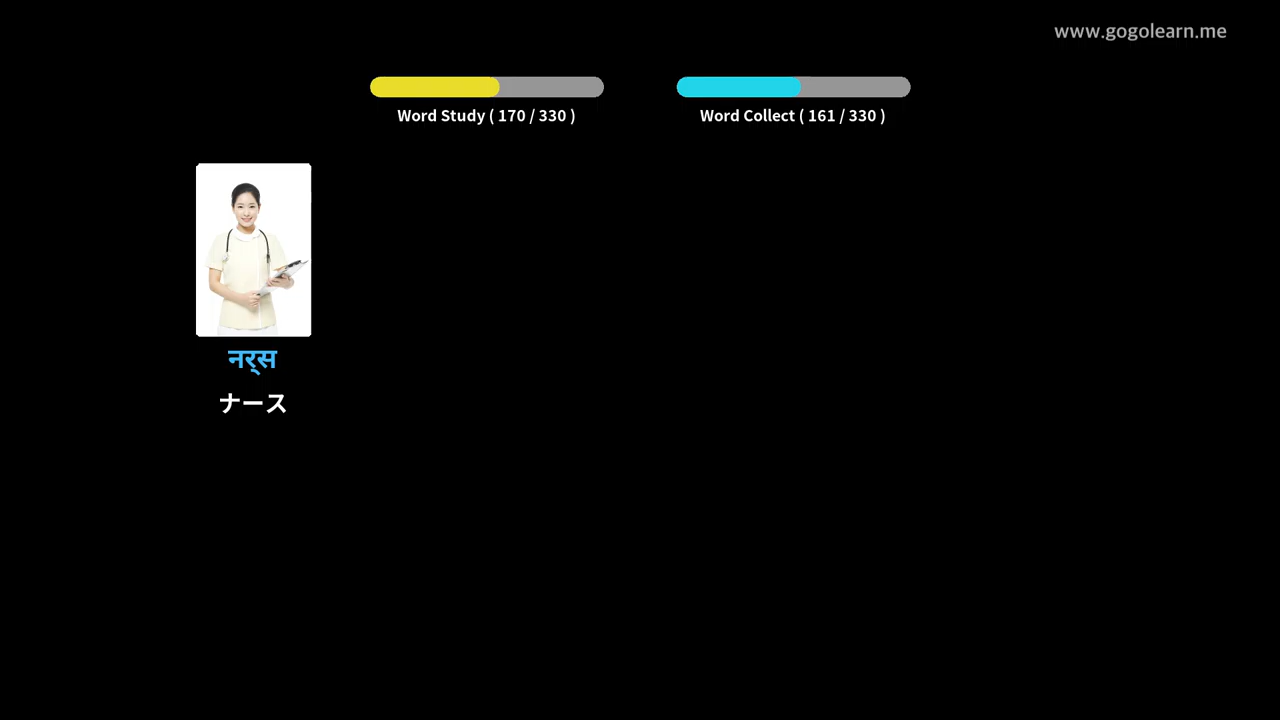 www.gogolearn.me
Word Study ( 170 / 330 )
Word Collect ( 161 / 330 )
नर्‌स
ナース